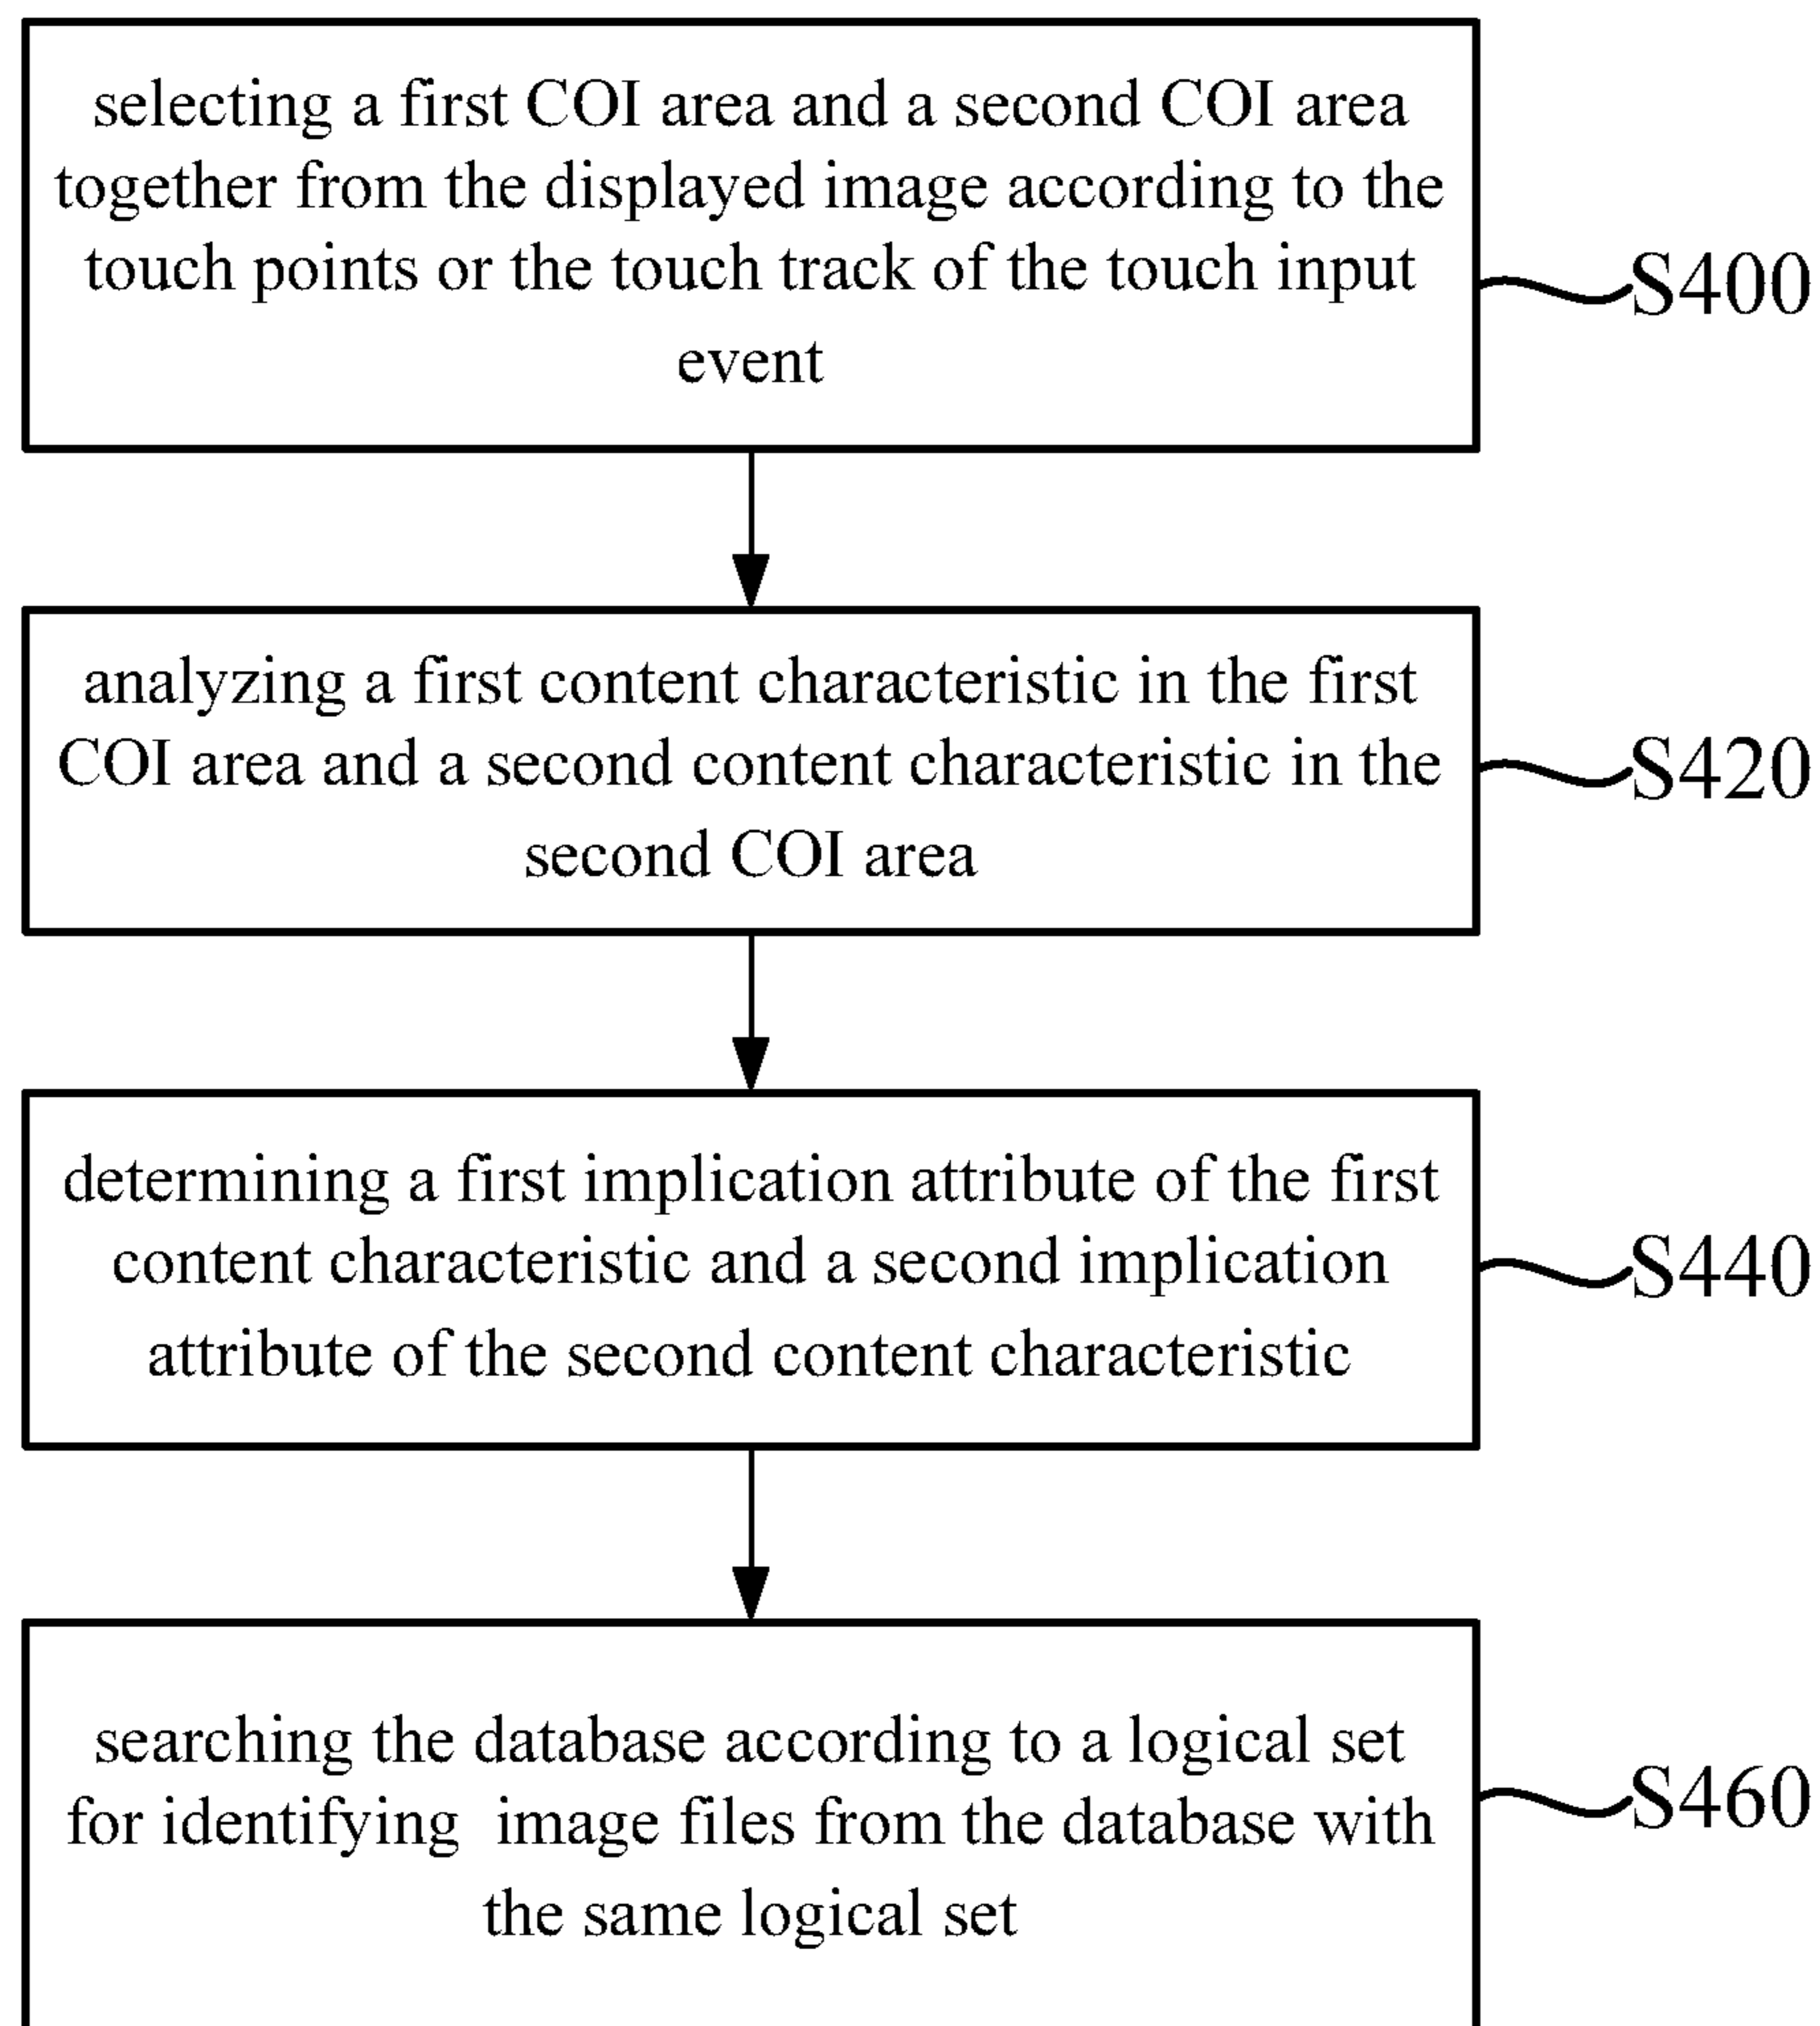 selecting a first COI area and a second COI area
together from the displayed image according to the
touch points or the touch track of the touch input
event
S400
analyzing a first content characteristic in the first
COI area and a second content characteristic in the
second COI area
S420
determining a first implication attribute of the first
content characteristic and a second implication
attribute of the second content characteristic
S440
searching the database according to a logical set
for identifying  image files from the database with
the same logical set
S460